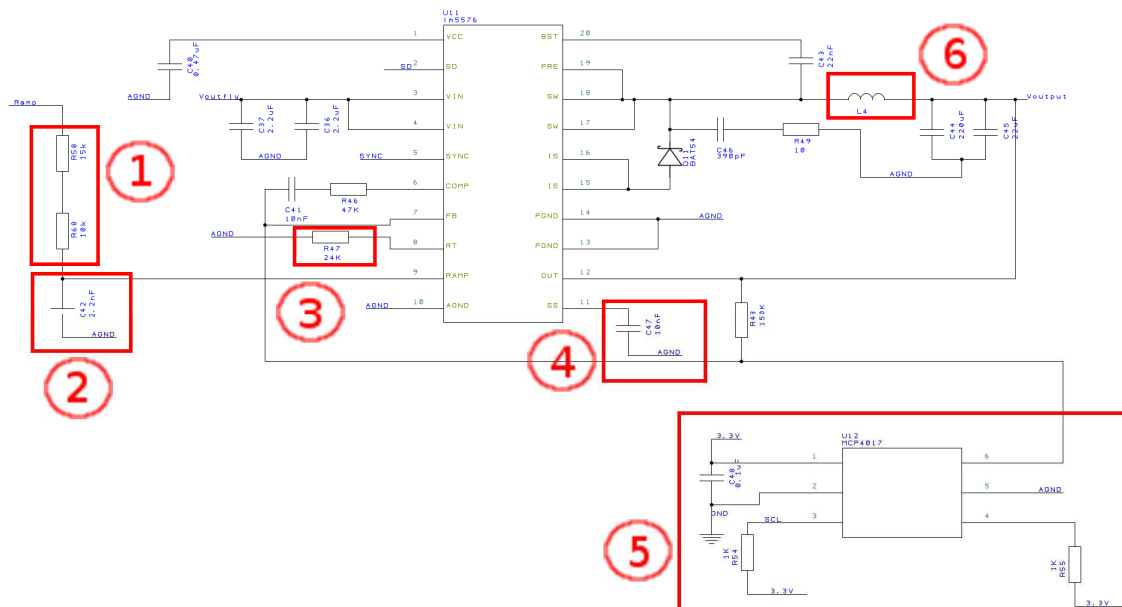 U11
lm5576
1
VCC
BST
20
C40
0.47uF
SD
2
SD
PRE
19
C43
22nF
6
AGND
Voutfly
3
VIN
SW
18
L4
Voutput
Ramp
C37
2.2uF
C36
2.2uF
4
VIN
SW
17
C46
390pF
R49
10
C44
220uF
C45
22uF
R58
15k
1
AGND
SYNC
5
SYNC
IS
16
D11
BAT54
AGND
C41
10nF
R46
47K
6
COMP
IS
15
R68
10k
7
FB
PGND
14
AGND
AGND
R47
24K
8
RT
PGND
13
9
RAMP
OUT
12
C42
2.2nF
AGND
2
3
AGND
10
AGND
SS
11
4
C47
10nF
AGND
R43
150K
5
3.3V
U12
MCP4017
C48
0.1uF
1
6
GND
2
5
AGND
SCL
3
4
1K
R54
3.3V
1K
R55
3.3V